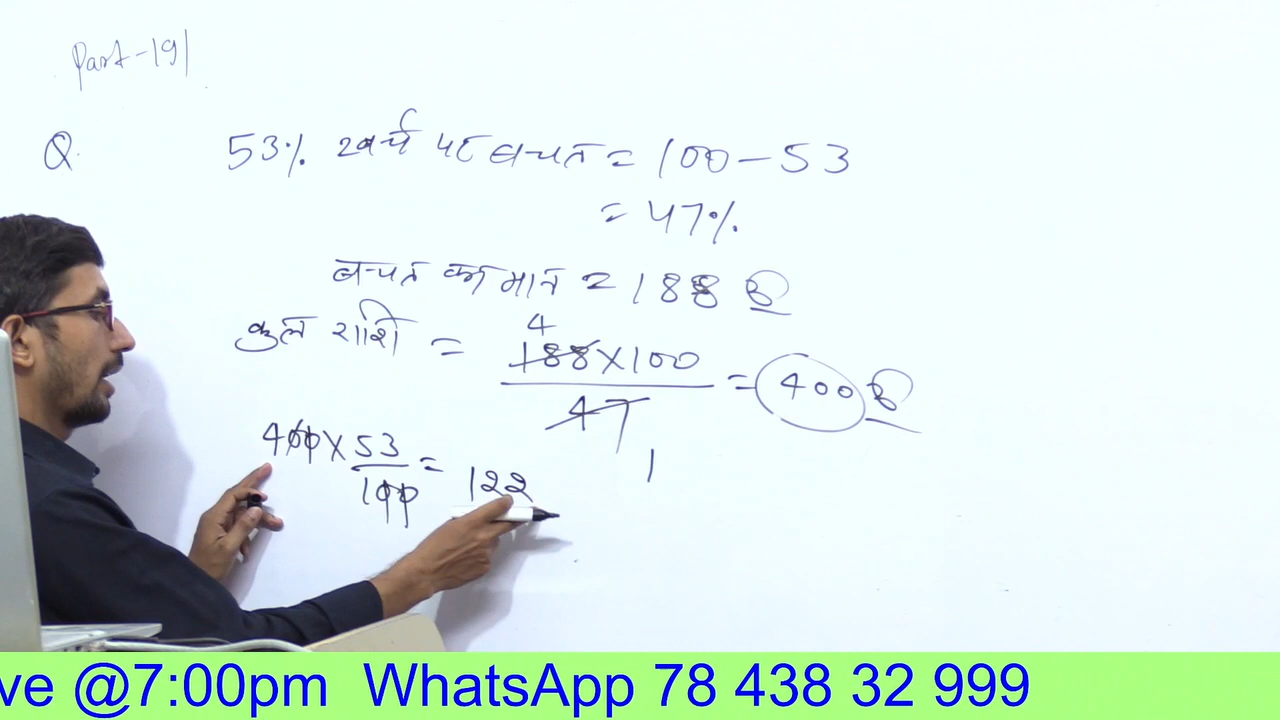 Part-191
Q. 53% खर्च पर बचत = 100 - 53
= 47%
बचत का मान = 188 रु
कुल राशि = 188×100/47 = 400 रु
4
1
400 × 53/100 = 122
ve @7:00pm WhatsApp 78 438 32 999